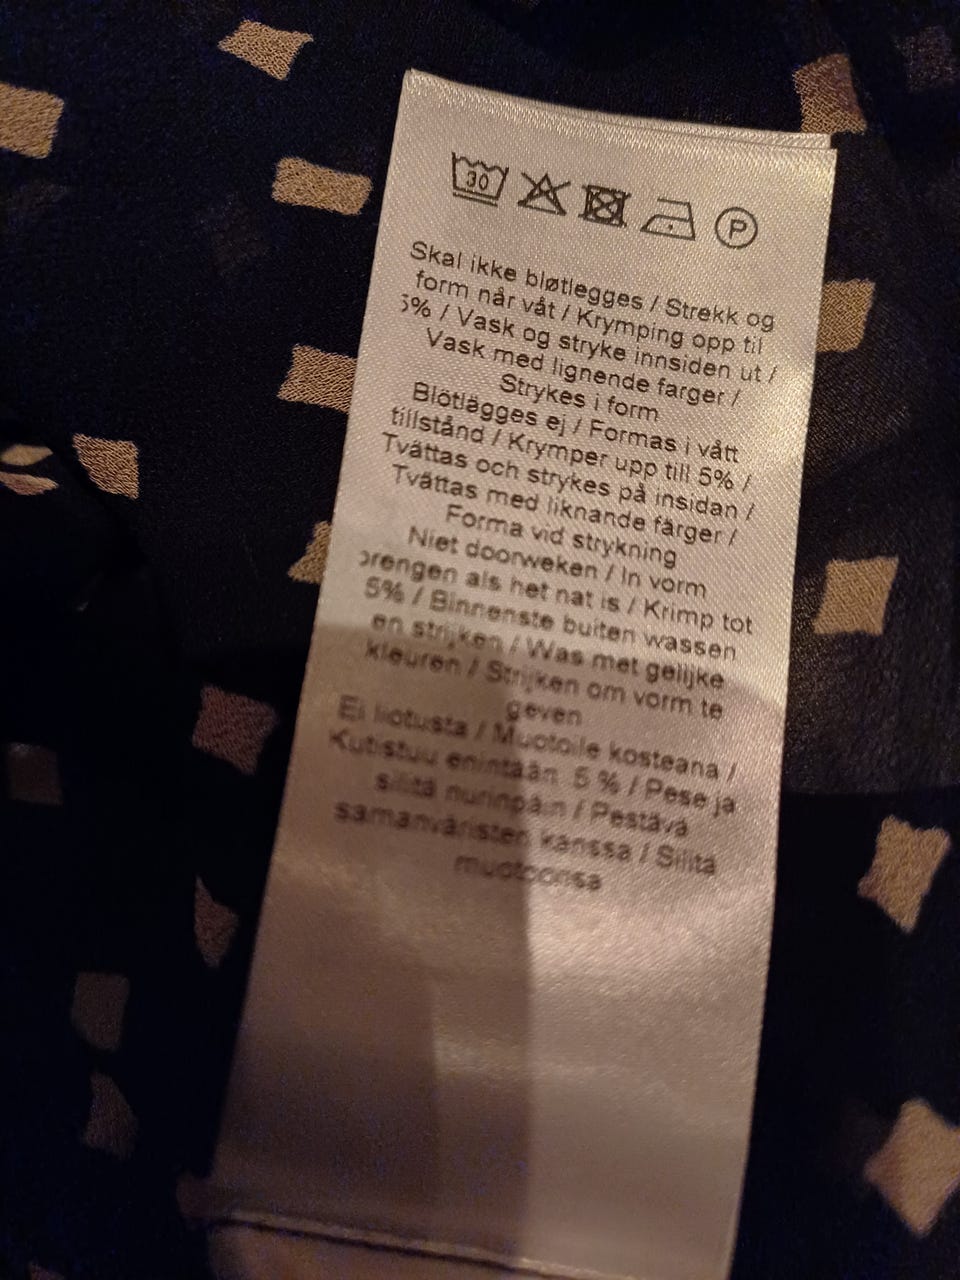 30 P
Skal ikke bløtlegges / Strekk og
form når våt / Krymping opp til
5% / Vask og stryke innsiden ut /
Vask med lignende farger /
Strykes i form
Blötlägges ej / Formas i vått
tillstånd / Krymper upp till 5% /
Tvättas och strykes på insidan /
Tvättas med liknande färger /
Forma vid strykning
Niet doorweken / In vorm
brengen als het nat is / Krimp tot
5% / Binnenste buiten wassen
en strijken / Was met gelijke
kleuren / Strijken om vorm te
geven
Ei liotusta / Muotoile kosteana /
Kutistuu enintään 5 % / Pese ja
silitä nurinpäin / Pestävä
samanväristen kanssa / Silitä
muotoonsa